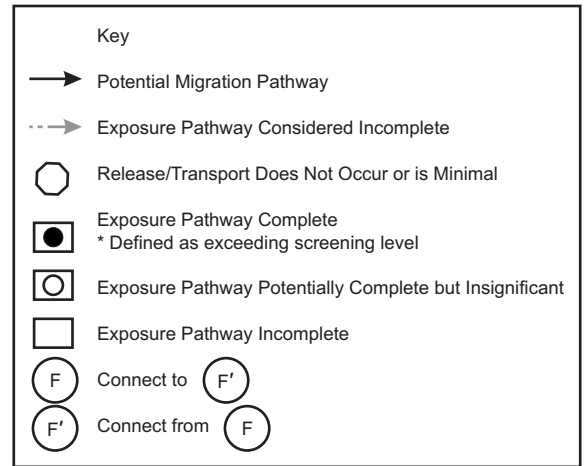 Key
Potential Migration Pathway
Exposure Pathway Considered Incomplete
Release/Transport Does Not Occur or is Minimal
Exposure Pathway Complete
* Defined as exceeding screening level
Exposure Pathway Potentially Complete but Insignificant
Exposure Pathway Incomplete
F Connect to F'
F' Connect from F